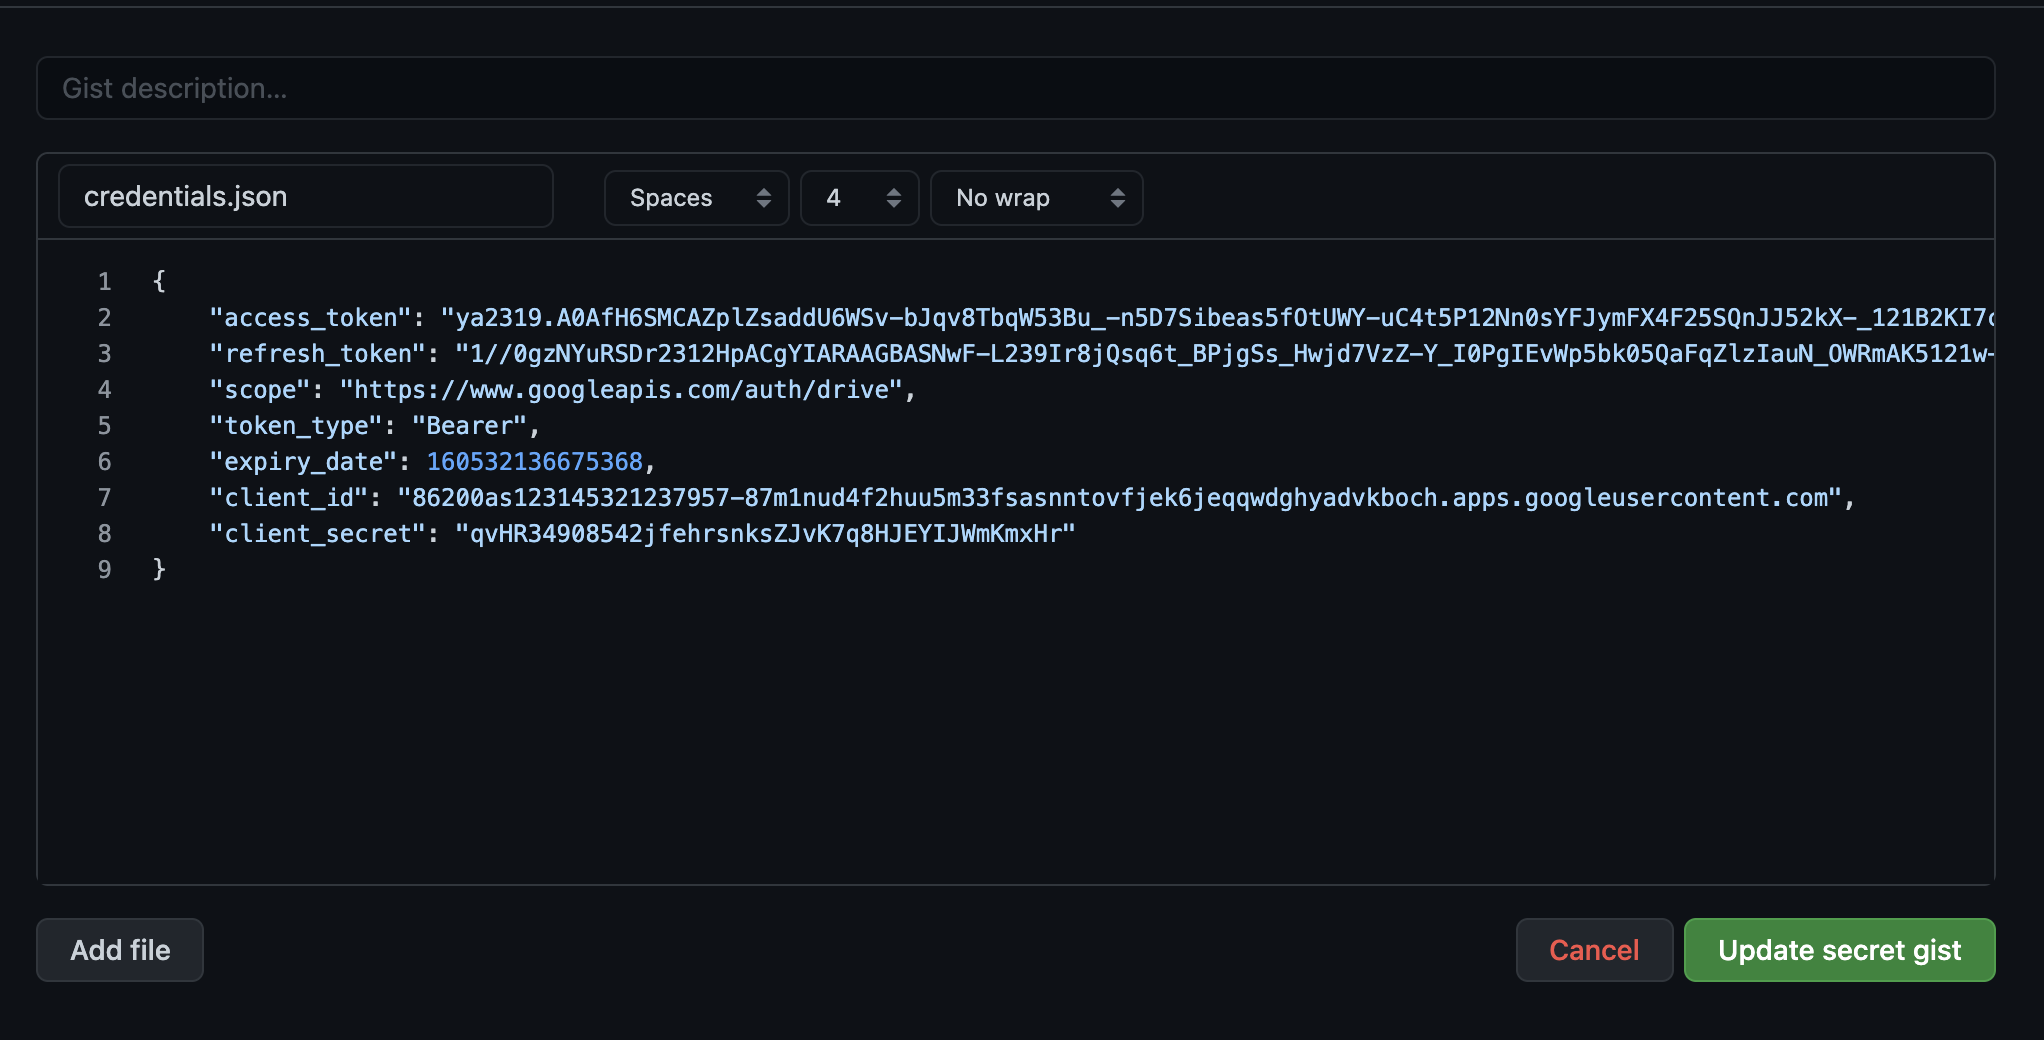 Gist description...
credentials.json
Spaces
4
No wrap
1 {
2 "access_token": "ya2319.A0AfH6SMCAZplZsaddU6WSv-bJqv8TbqW53Bu_-n5D7Sibeas5fOtUWY-uC4t5P12Nn0sYFJymFX4F25SQnJJ52kX-_121B2KI7
3 "refresh_token": "1//0gzNYuRSDr2312HpACgYIARAAGBASNwF-L239Ir8jQsq6t_BPjgSs_Hwjd7VzZ-Y_I0PgIEvWp5bk05QaFqZlzIauN_OWRmAK5121w-
4 "scope": "https://www.googleapis.com/auth/drive",
5 "token_type": "Bearer",
6 "expiry_date": 160532136675368,
7 "client_id": "86200as123145321237957-87m1nud4f2huu5m33fsasnntovfjek6jeqqwdghyadvkboch.apps.googleusercontent.com",
8 "client_secret": "qvHR34908542jfehrsnksZJvK7q8HJEYIJWmKmxHr"
9 }
Add file
Cancel
Update secret gist